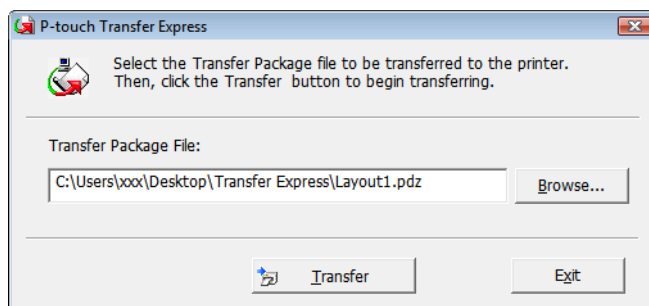 P-touch Transfer Express
Select the Transfer Package file to be transferred to the printer.
Then, click the Transfer button to begin transferring.
Transfer Package File:
C:\Users\xxx\Desktop\Transfer Express\Layout1.pdz
Browse...
Transfer
Exit